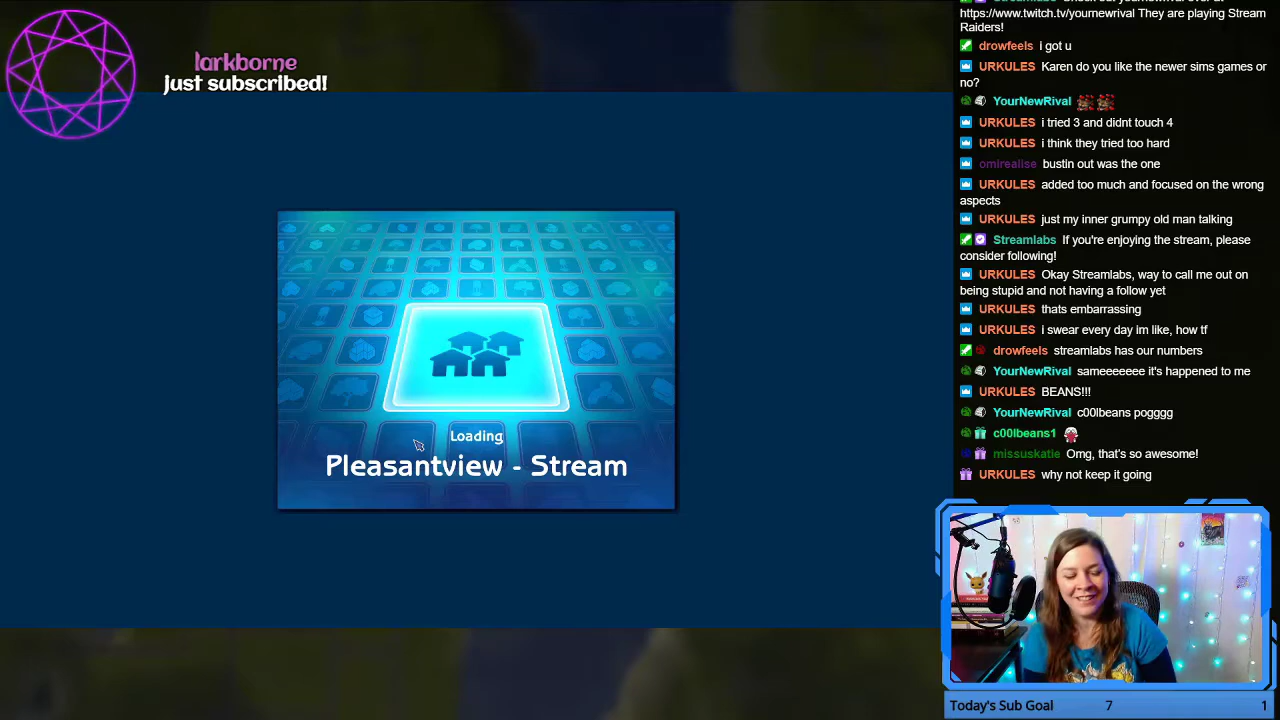 larkborne
just subscribed!
Loading
Pleasantview - Stream
https://www.twitch.tv/yournewrival They are playing Stream
Raiders!
drowfeels i got u
URKULES Karen do you like the newer sims games or
no?
YourNewRival
URKULES i tried 3 and didnt touch 4
URKULES i think they tried too hard
omirealise bustin out was the one
URKULES added too much and focused on the wrong
aspects
URKULES just my inner grumpy old man talking
Streamlabs If you're enjoying the stream, please
consider following!
URKULES Okay Streamlabs, way to call me out on
being stupid and not having a follow yet
URKULES thats embarrassing
URKULES i swear every day im like, how tf
drowfeels streamlabs has our numbers
YourNewRival sameeeeee it's happened to me
URKULES BEANS!!!
YourNewRival c00lbeans pogggg
c00lbeans1
missuskatie Omg, that's so awesome!
URKULES why not keep it going
Today's Sub Goal 7 1